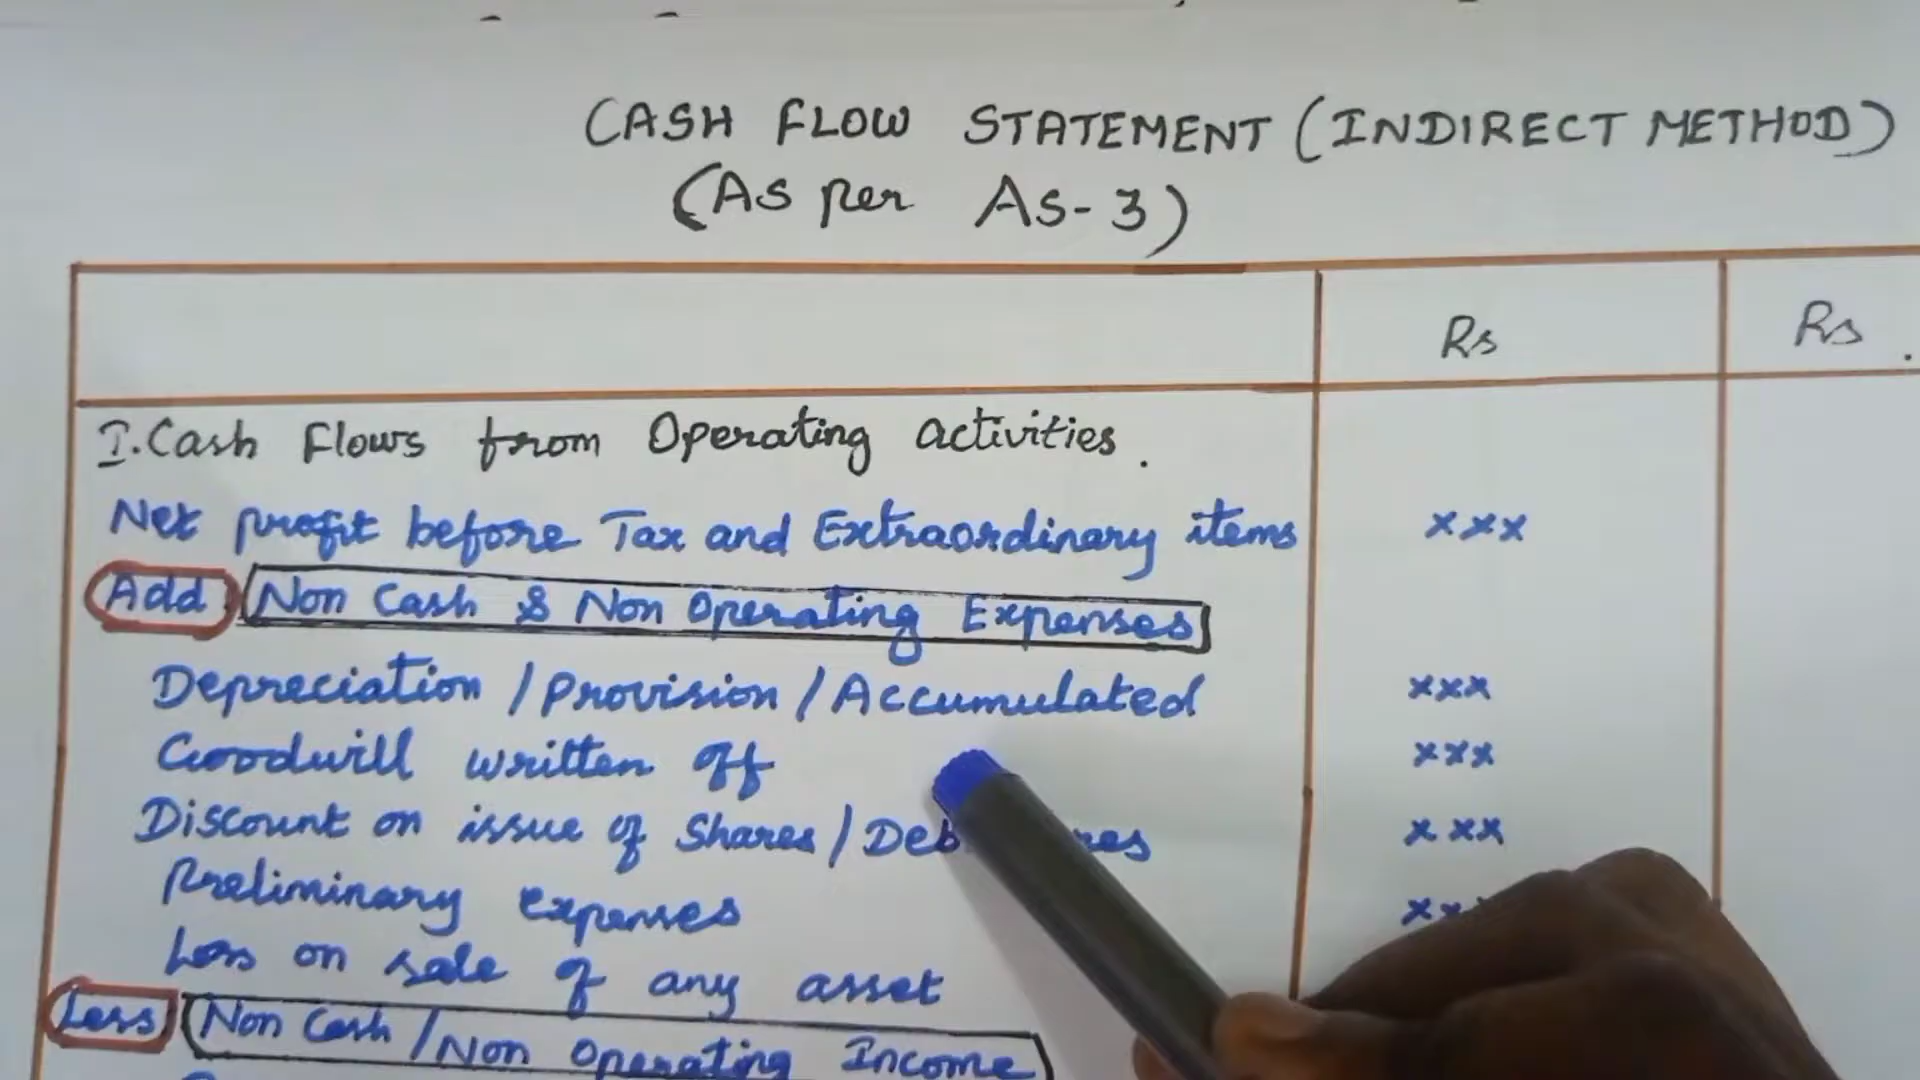 CASH FLOW STATEMENT (INDIRECT METHOD)
(As per As-3)
Rs Rs.
I. Cash Flows from Operating activities.
Net profit before Tax and Extraordinary items xxx
Add (Non Cash & Non Operating Expenses)
Depreciation / Provision / Accumulated xxx
Goodwill written off xxx
Discount on issue of Shares / xxx
Preliminary expenses
Loss on sale of any asset
Less (Non Cash / Non Operating Income